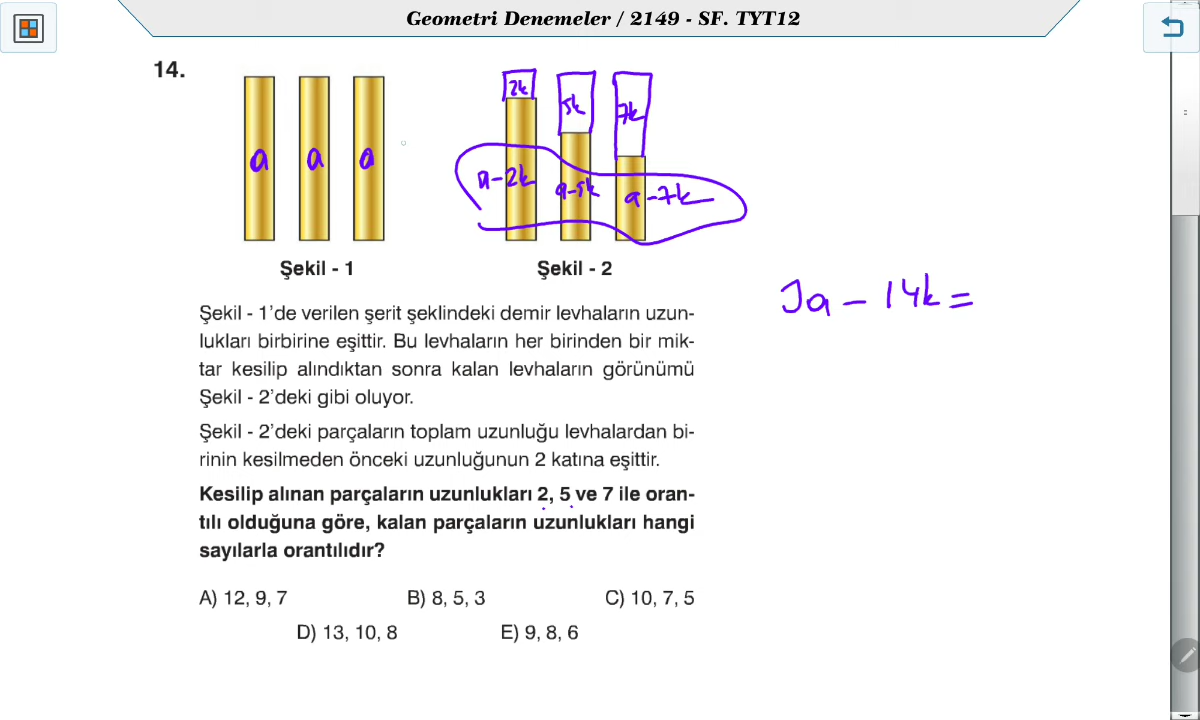 Geometri Denemeler / 2149 - SF. TYT12
14.
a a a
2k 5k 7k
a-2k a-5k a-7k
Şekil - 1
Şekil - 2
3a - 14k =
Şekil - 1'de verilen şerit şeklindeki demir levhaların uzun-
lukları birbirine eşittir. Bu levhaların her birinden bir mik-
tar kesilip alındıktan sonra kalan levhaların görünümü
Şekil - 2'deki gibi oluyor.
Şekil - 2'deki parçaların toplam uzunluğu levhalardan bi-
rinin kesilmeden önceki uzunluğunun 2 katına eşittir.
Kesilip alınan parçaların uzunlukları 2, 5 ve 7 ile oran-
tılı olduğuna göre, kalan parçaların uzunlukları hangi
sayılarla orantılıdır?
A) 12, 9, 7 B) 8, 5, 3 C) 10, 7, 5
D) 13, 10, 8 E) 9, 8, 6